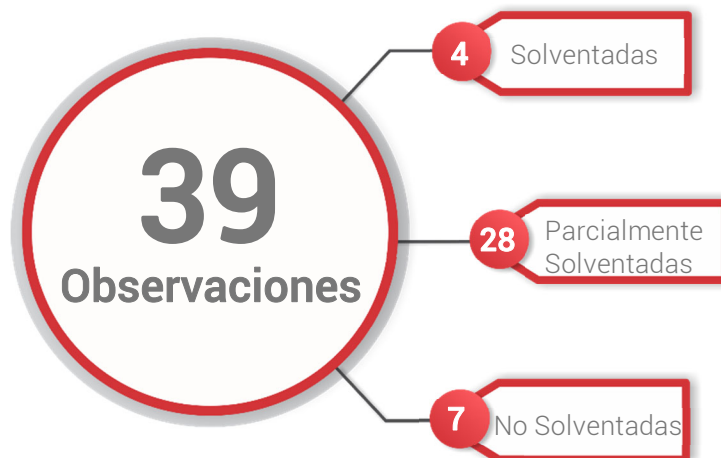 39
Observaciones
4
Solventadas
28
Parcialmente
Solventadas
7
No Solventadas